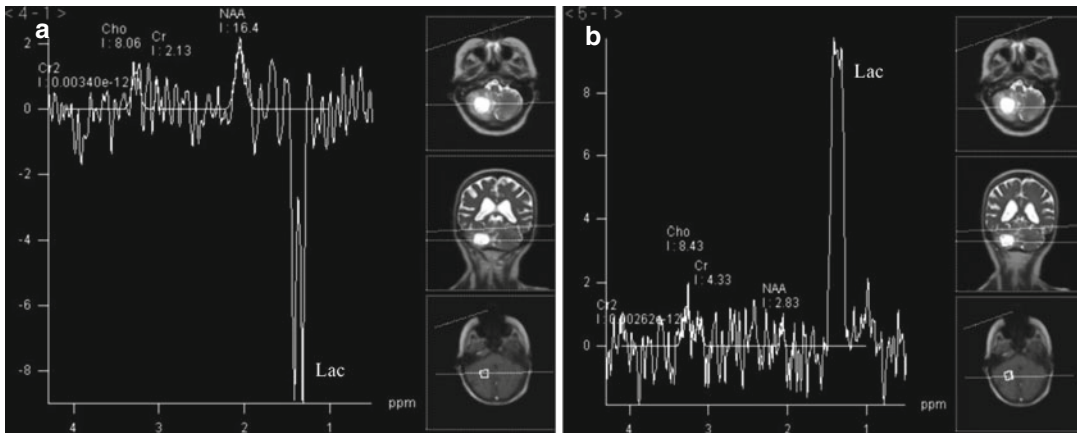 <4-1>
a
Cho
I : 8.06
Cr
I : 2.13
NAA
I : 16.4
Cr2
I : 0.00340e-12
2
0
-2
-4
-6
-8
Lac
4
3
2
1
ppm
<6-1>
b
Lac
8
6
4
2
0
Cho
I : 8.43
Cr
I : 4.33
NAA
I : 2.83
Cr2
I : 0.00262e-12
4
3
2
1
ppm